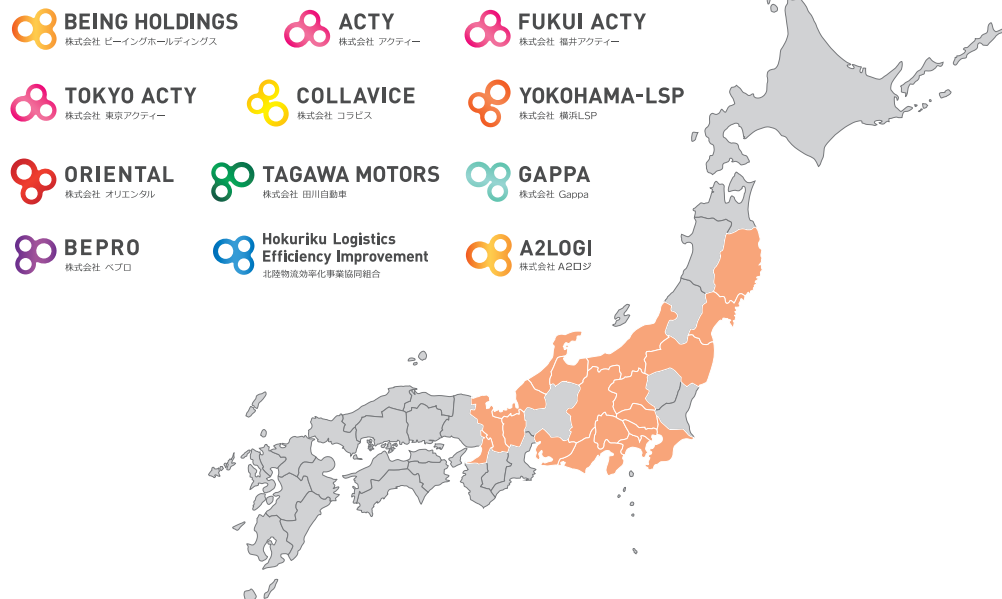 BEING HOLDINGS
株式会社 ビーイングホールディングス
ACTY
株式会社 アクティー
FUKUI ACTY
株式会社 福井アクティー
TOKYO ACTY
株式会社 東京アクティー
COLLAVICE
株式会社 コラビス
YOKOHAMA-LSP
株式会社 横浜LSP
ORIENTAL
株式会社 オリエンタル
TAGAWA MOTORS
株式会社 田川自動車
GAPPA
株式会社 Gappa
BEPRO
株式会社 ベプロ
Hokuriku Logistics
Efficiency Improvement
北陸物流効率化事業協同組合
A2LOGI
株式会社 A2ロジ